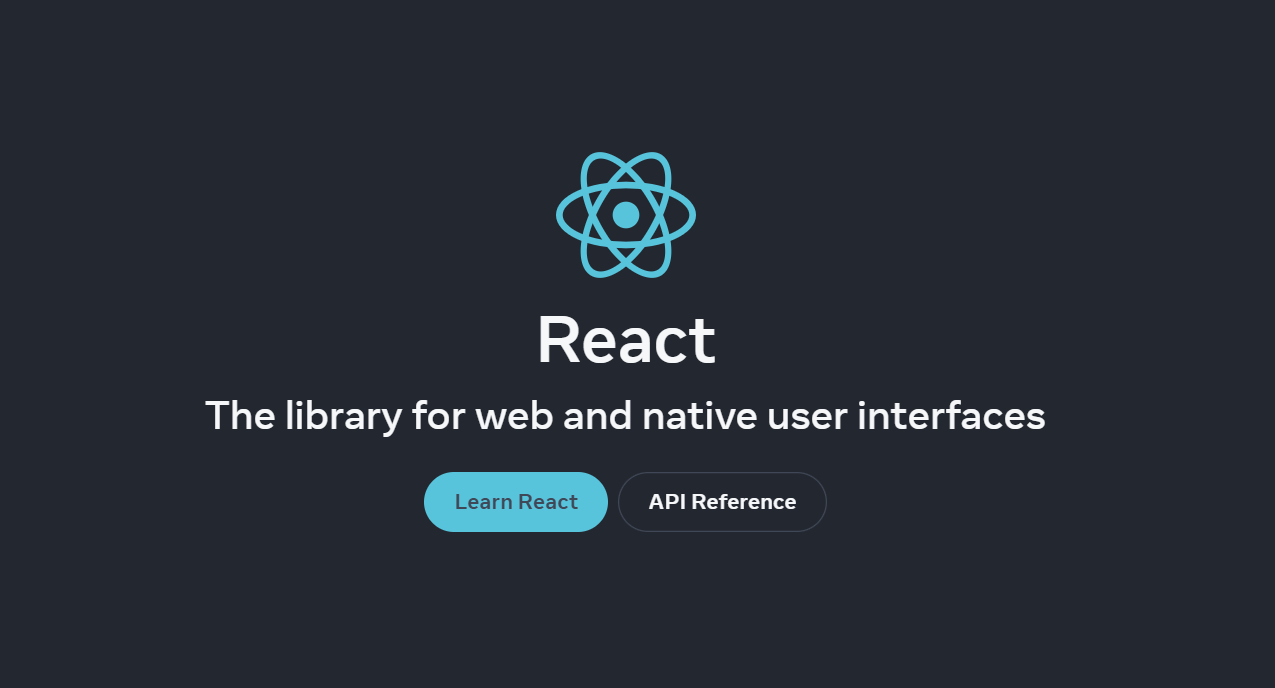 React
The library for web and native user interfaces
Learn React
API Reference